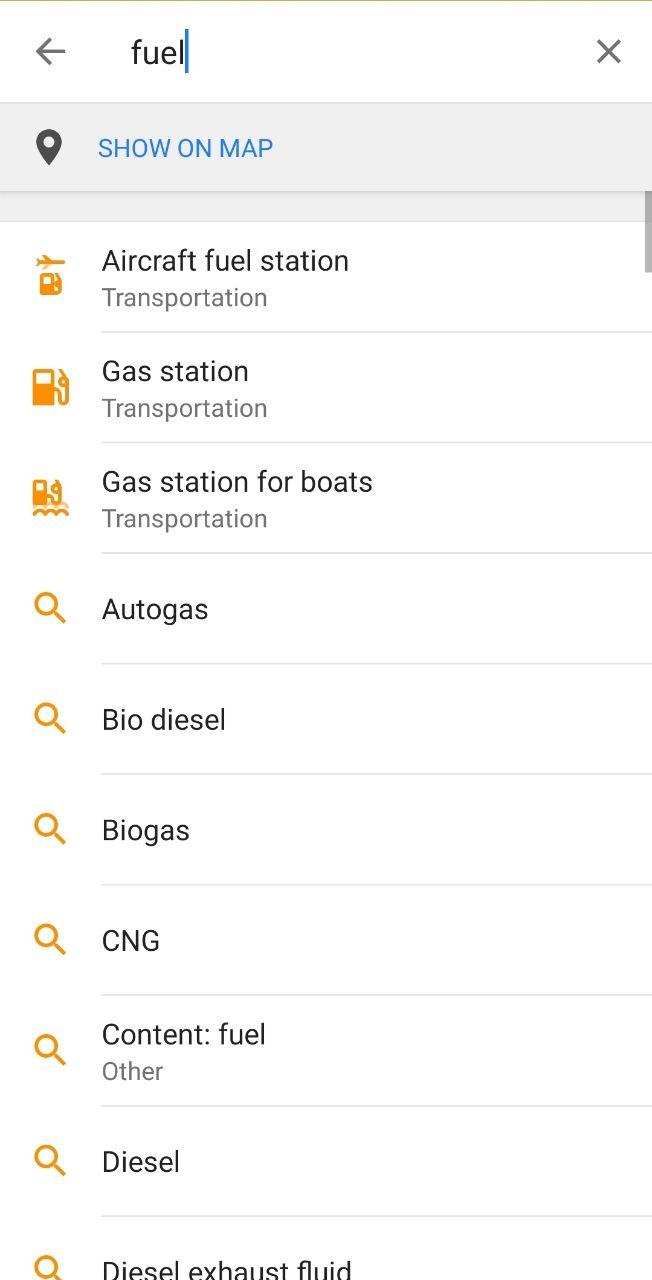 fuel
SHOW ON MAP
Aircraft fuel station
Transportation
Gas station
Transportation
Gas station for boats
Transportation
Autogas
Bio diesel
Biogas
CNG
Content: fuel
Other
Diesel
Diesel exhaust fluid